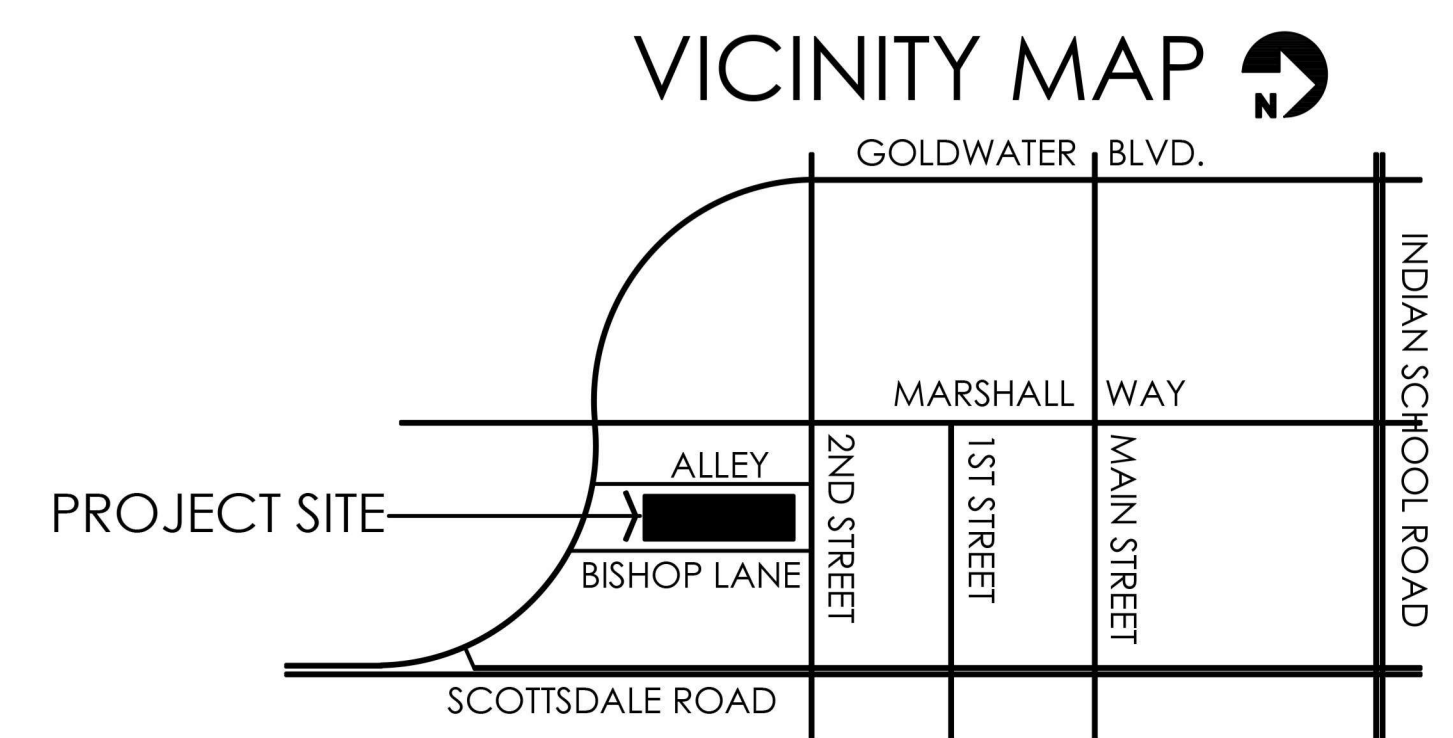 VICINITY MAP
N
GOLDWATER BLVD.
INDIAN SCHOOL ROAD
MARSHALL WAY
ALLEY
2ND STREET
1ST STREET
MAIN STREET
PROJECT SITE
BISHOP LANE
SCOTTSDALE ROAD